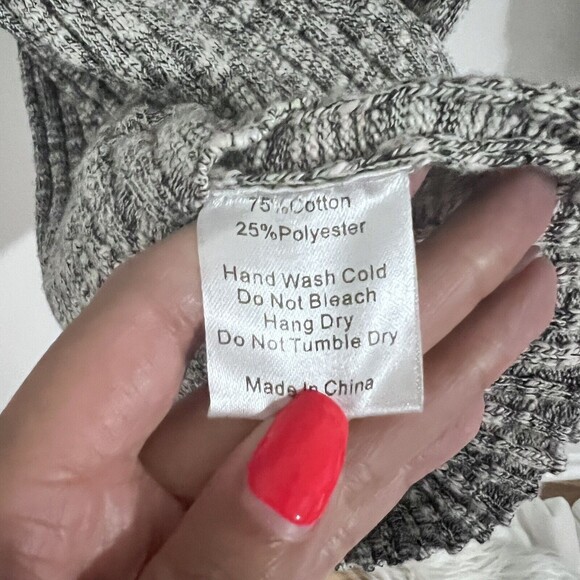 75%Cotton
25%Polyester
Hand Wash Cold
Do Not Bleach
Hang Dry
Do Not Tumble Dry
Made In China